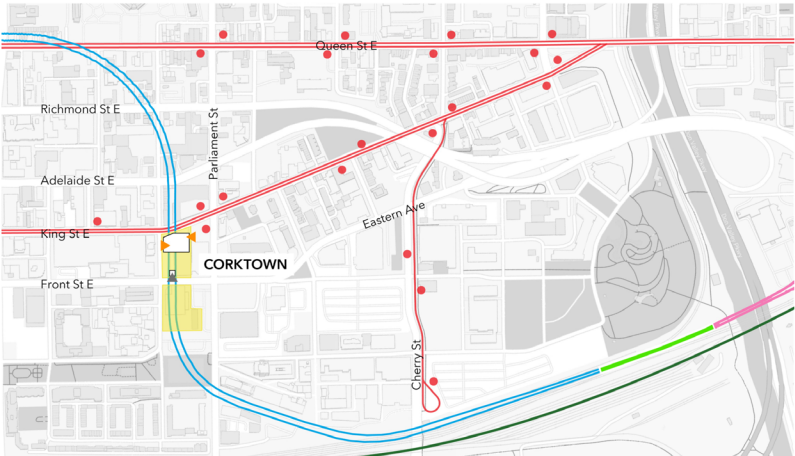 Queen St E
Richmond St E
Parliament St
Adelaide St E
Eastern Ave
King St E
CORKTOWN
Front St E
Cherry St